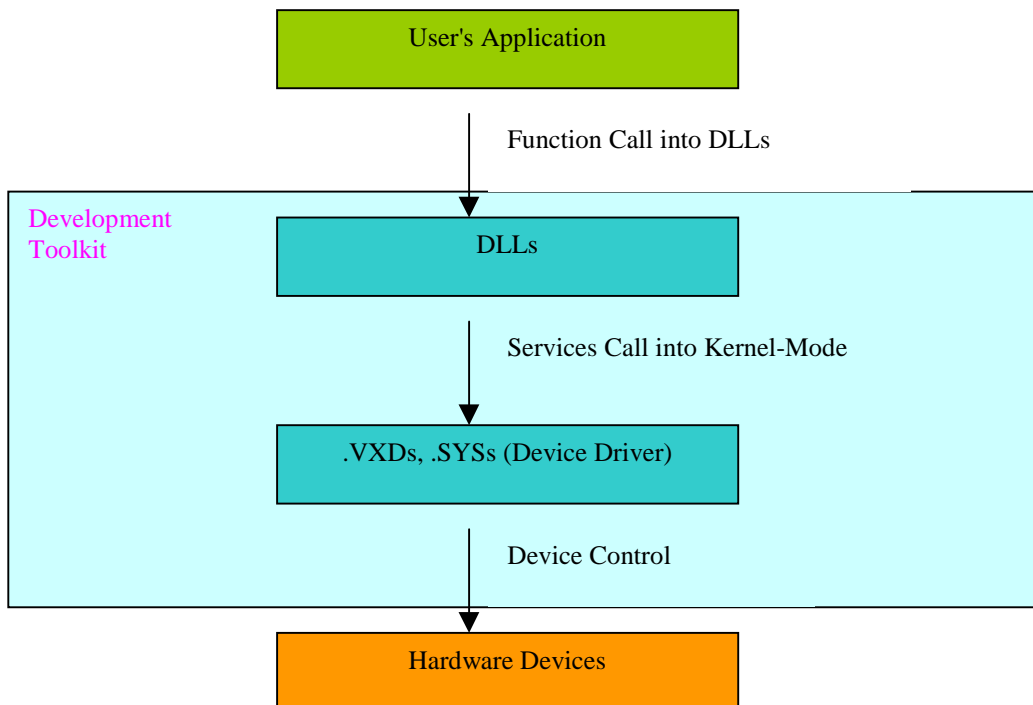 User's Application
Function Call into DLLs
Development
Toolkit
DLLs
Services Call into Kernel-Mode
.VXDs, .SYSs (Device Driver)
Device Control
Hardware Devices